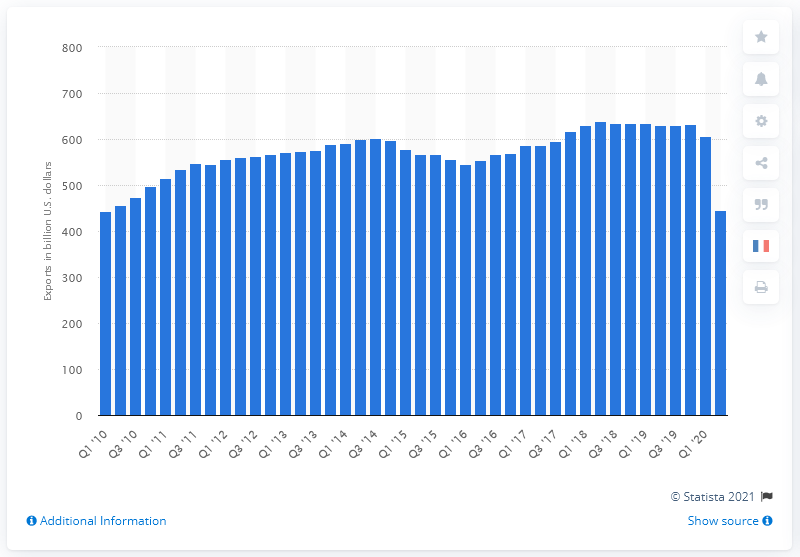 800
700
600
500
400
300
200
100
0
Exports in billion U.S. dollars
Q1 '10
Q3 '10
Q1 '11
Q3 '11
Q1 '12
Q3 '12
Q1 '13
Q3 '13
Q1 '14
Q3 '14
Q1 '15
Q3 '15
Q1 '16
Q3 '16
Q1 '17
Q3 '17
Q1 '18
Q3 '18
Q1 '19
Q3 '19
Q1 '20
© Statista 2021
Additional Information
Show source